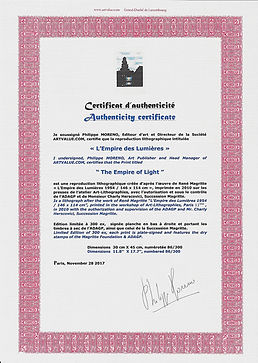 www.artvalue.com - Grand-Duché de Luxembourg
Certificat d'authenticité
Authenticity certificate
Je soussigné Philippe MORENO, Editeur d'art et Directeur de la Société
ARTVALUE.COM, certifie que la reproduction lithographique intitulée
« L'Empire des Lumières »
I undersigned, Philippe MORENO, Art Publisher and Head Manager of
ARTVALUE.COM, certifies that the Print titled
" The Empire of Light "
est une reproduction lithographique créée d'après l'œuvre de René Magritte
« L'Empire des Lumières 1954 / 146 x 114 cm », imprimée en 2010 sur les
presses de l'atelier Art-Lithographies, avec l'autorisation et sous le contrôle
de l'ADAGP et de Monsieur Charly Herscovici, Succession Magritte.
Is a lithograph after the work of René Magritte "L'Empire des Lumières 1954
/ 146 x 114 cm", printed in the workshop of Art-Lithographies, Paris
in 2010 with the authorization and supervision of the ADAGP and Mr. Charly
Herscovici, Succession Magritte.
Edition limitée à 300 ex. signée planche en bas à droite et portant les
timbres à sec de l'ADAGP, ainsi que celui de la Succession Magritte.
Limited Edition of 300 ex, each print is plate-signed and features the dry
stamps of the Magritte Foundation & ADAGP.
Dimensions 30 cm x 45 cm, numérotée 86/300
Dimensions 11.8" X 17.7", numbered 86/300
Paris, November 28 2017